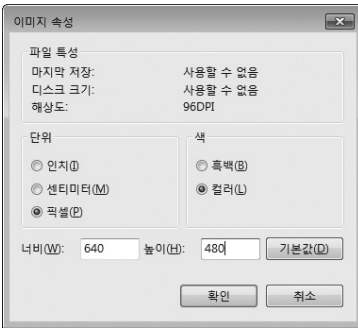 이미지 속성
파일 특성
마지막 저장: 사용할 수 없음
디스크 크기: 사용할 수 없음
해상도: 96DPI
단위 색
인치(I) 흑백(B)
센티미터(M) 컬러(L)
픽셀(P)
너비(W): 640 높이(H): 480 기본값(D)
확인 취소